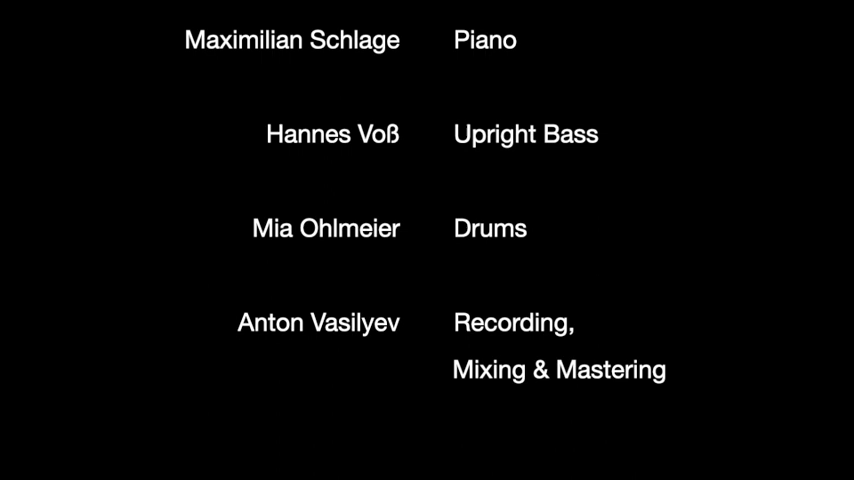 Maximilian Schlage Piano
Hannes Voß Upright Bass
Mia Ohlmeier Drums
Anton Vasilyev Recording,
Mixing & Mastering